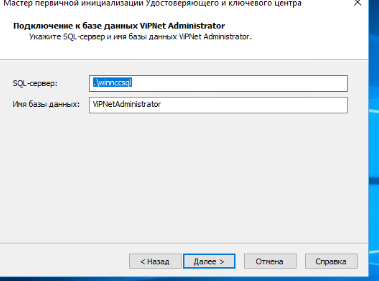 Мастер первичной инициализации Удостоверяющего и ключевого центра
Подключение к базе данных ViPNet Administrator
Укажите SQL-сервер и имя базы данных ViPNet Administrator.
SQL-сервер: .\winnccsql
Имя базы данных: ViPNetAdministrator
< Назад Далее > Отмена Справка